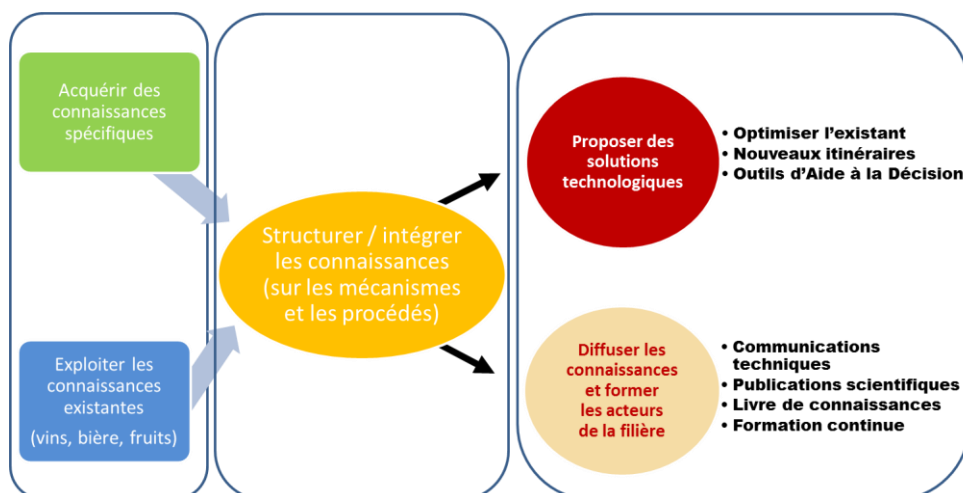 Acquérir des
connaissances
spécifiques
Exploiter les
connaissances
existantes
(vins, bière, fruits)
Structurer / intégrer
les connaissances
(sur les mécanismes
et les procédés)
Proposer des
solutions
technologiques
• Optimiser l’existant
• Nouveaux itinéraires
• Outils d’Aide à la Décision
Diffuser les
connaissances
et former
les acteurs
de la filière
• Communications
techniques
• Publications scientifiques
• Livre de connaissances
• Formation continue